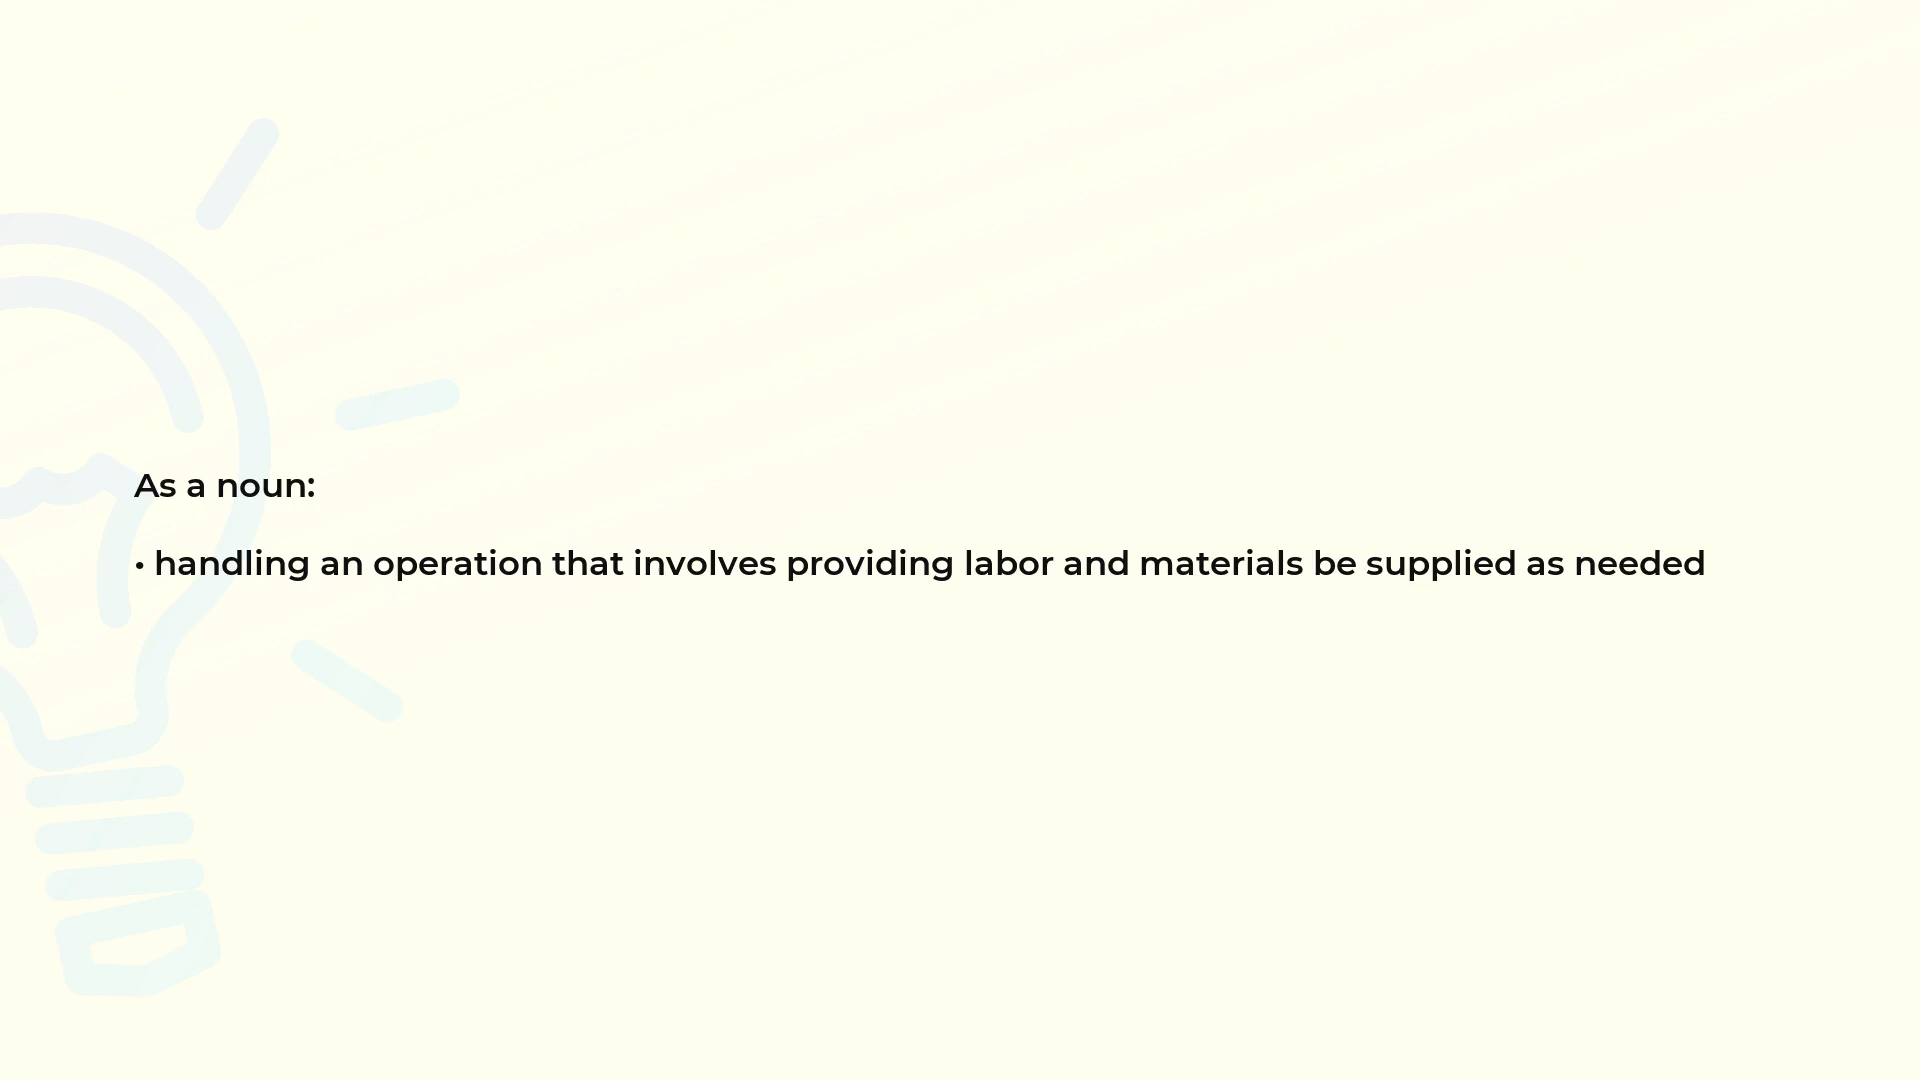 As a noun:
• handling an operation that involves providing labor and materials be supplied as needed